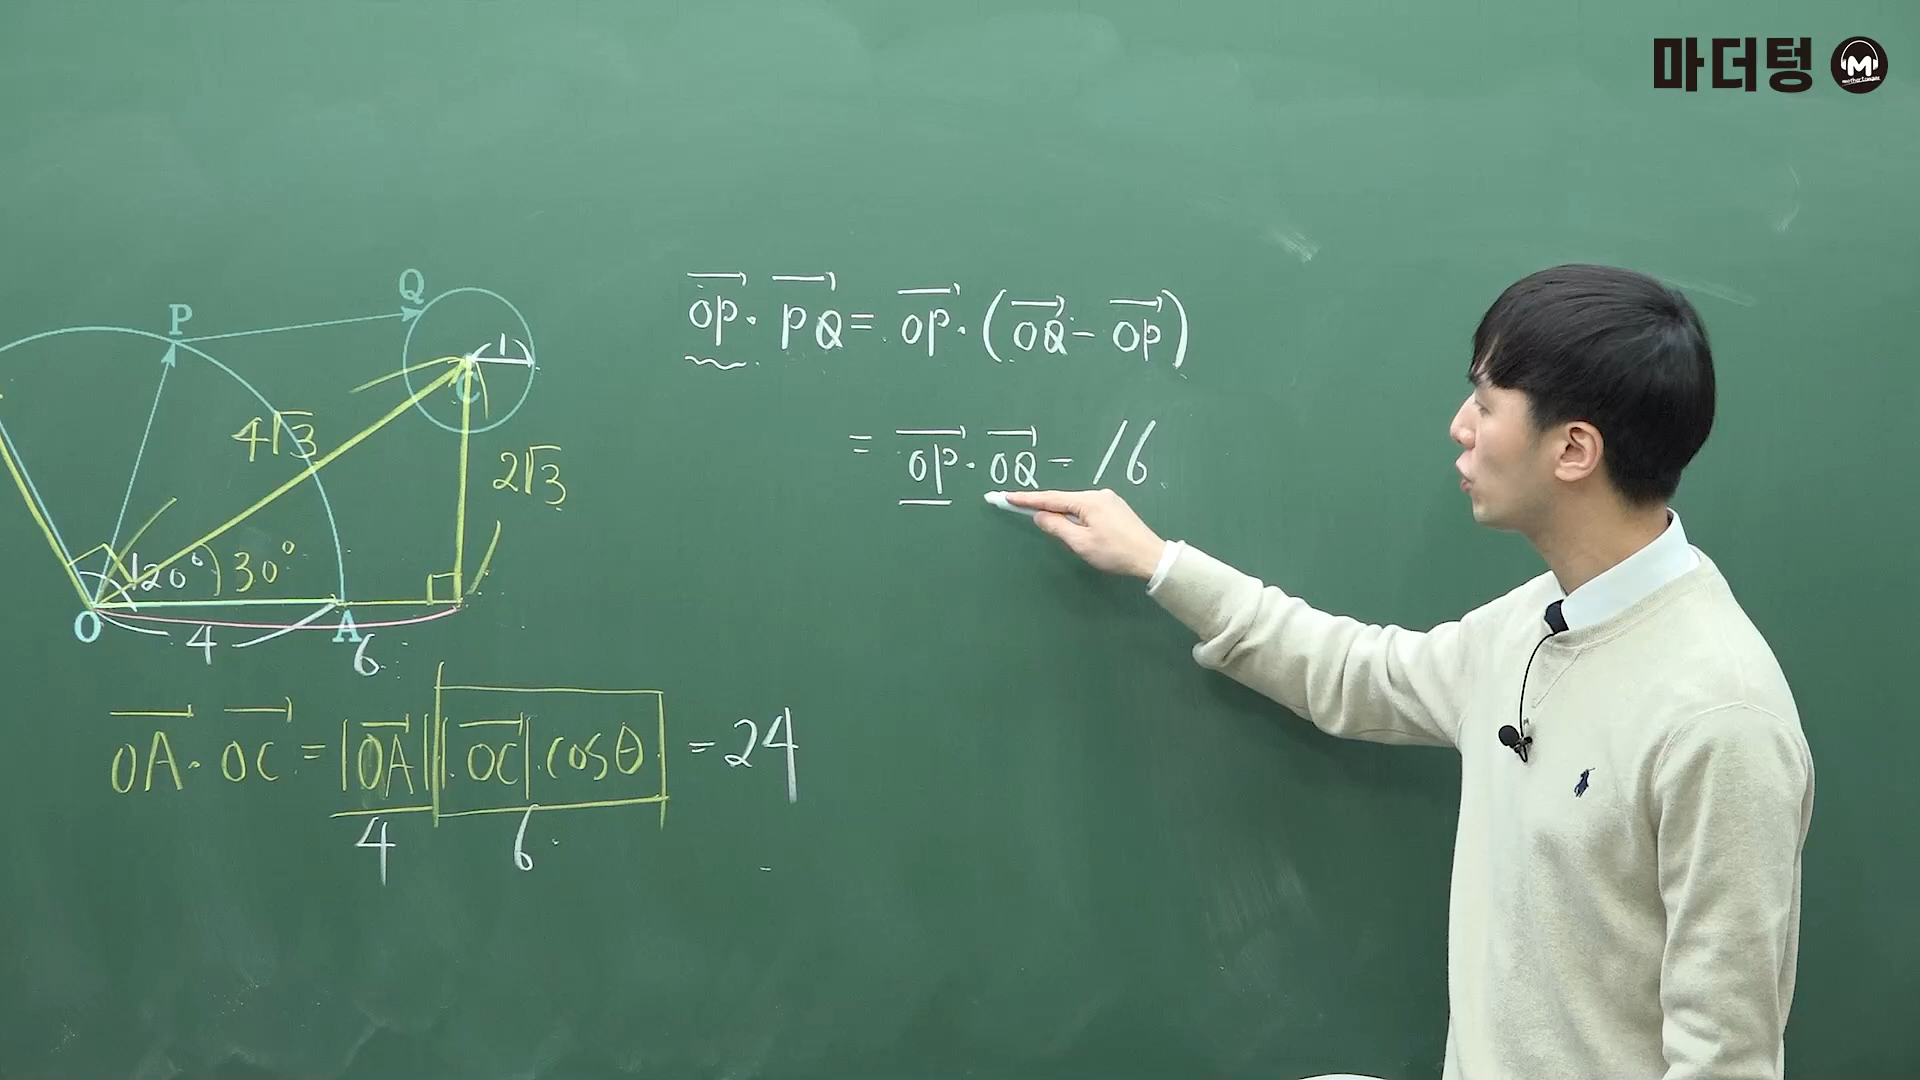 마더텅 M
Q
P
(1)
C
4√3
2√3
120° 30°
O 4 A 6
OP · PQ = OP · (OQ - OP)
= OP · OQ - 16
OA · OC = |OA| |OC| cosθ = 24
4 6